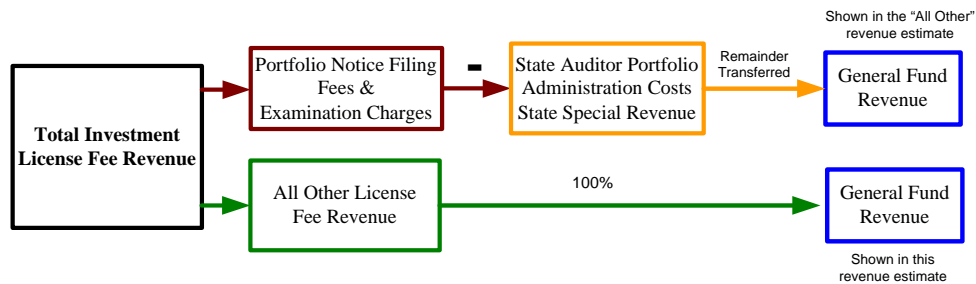 Shown in the “All Other”
revenue estimate
Total Investment
License Fee Revenue
Portfolio Notice Filing
Fees &
Examination Charges
-
State Auditor Portfolio
Administration Costs
State Special Revenue
Remainder
Transferred
General Fund
Revenue
All Other License
Fee Revenue
100%
General Fund
Revenue
Shown in this
revenue estimate